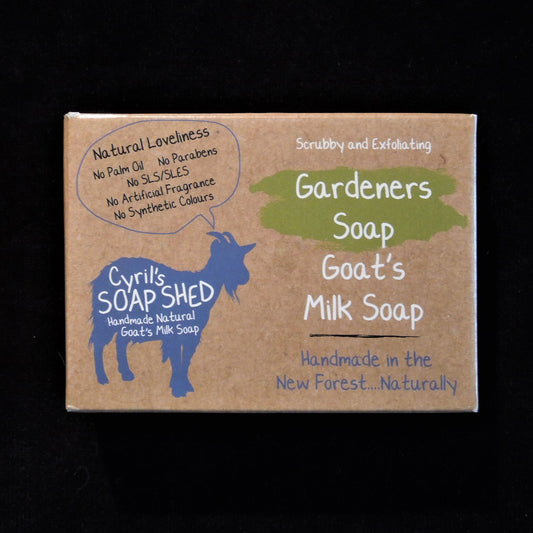 Natural Loveliness
No Palm Oil No Parabens
No SLS/SLES
No Artificial Fragrance
No Synthetic Colours
Cyril's
SOAP SHED
Handmade Natural
Goat's Milk Soap
Scrubby and Exfoliating
Gardeners
Soap
Goat's
Milk Soap
Handmade in the
New Forest....Naturally